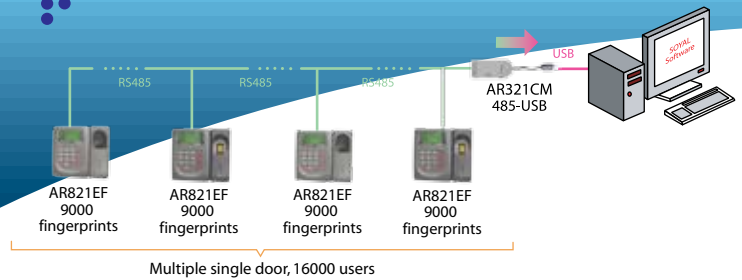 SOYAL
Software
USB
RS485
RS485
RS485
AR321CM
485-USB
AR821EF
9000
fingerprints
AR821EF
9000
fingerprints
AR821EF
9000
fingerprints
AR821EF
9000
fingerprints
Multiple single door, 16000 users